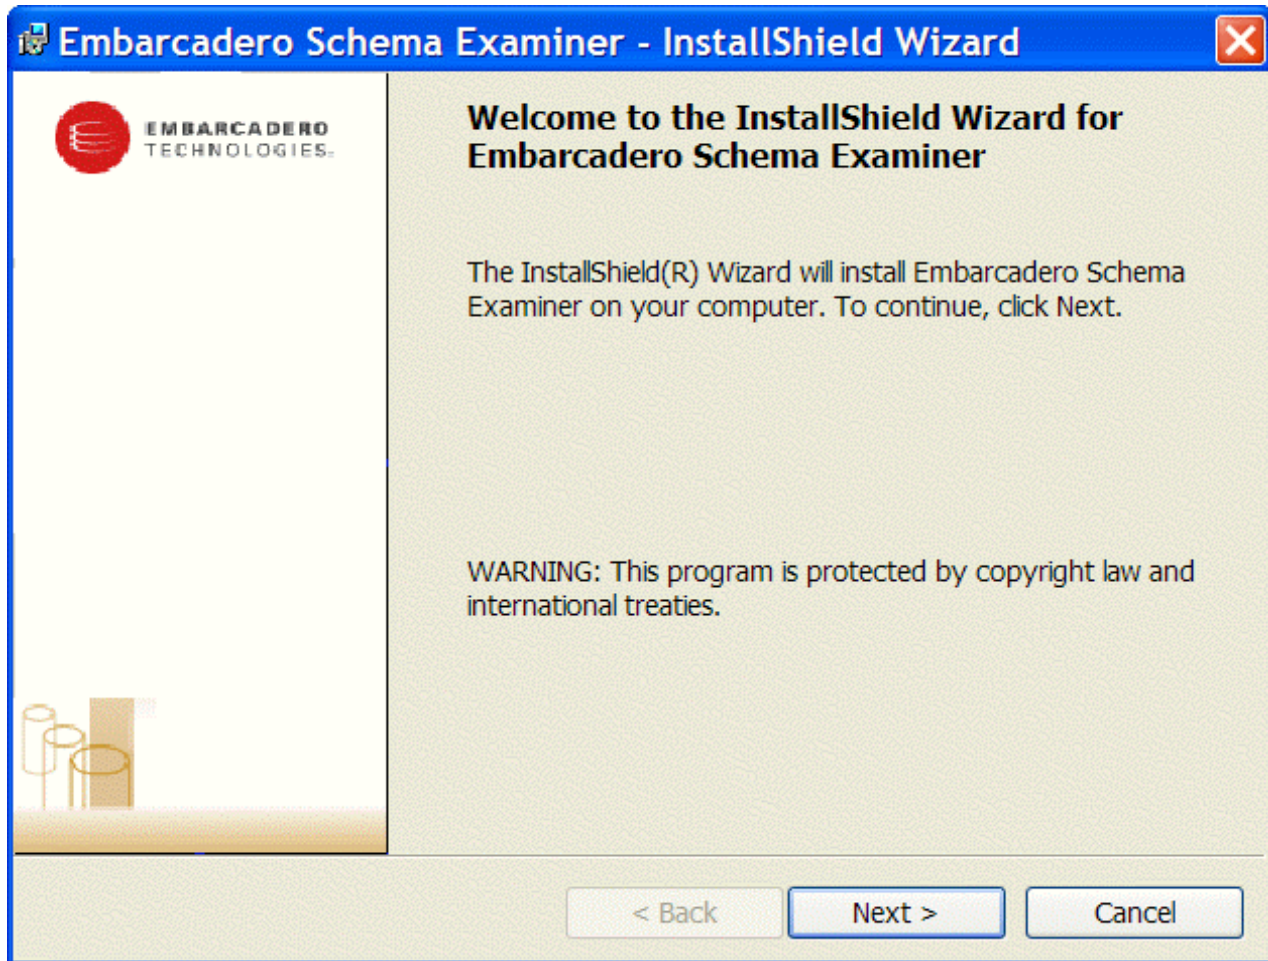 Embarcadero Schema Examiner - InstallShield Wizard
EMBARCADERO
TECHNOLOGIES
Welcome to the InstallShield Wizard for
Embarcadero Schema Examiner
The InstallShield(R) Wizard will install Embarcadero Schema
Examiner on your computer. To continue, click Next.
WARNING: This program is protected by copyright law and
international treaties.
< Back
Next >
Cancel